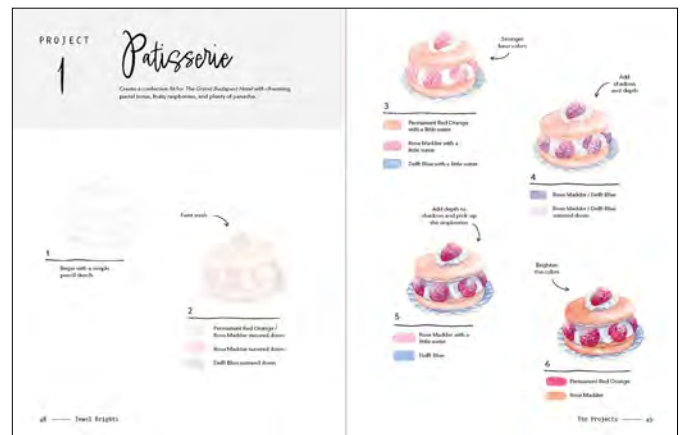 PROJECT
1
Patisserie
Create a confection fit for The Grand Budapest Hotel with charming
pastel tones, fruity raspberries, and plenty of panache.
1
Begin with a simple
pencil sketch.
Faint wash
2
Permanent Red Orange /
Rose Madder watered down
Rose Madder watered down
Delft Blue watered down
48 Jewel Brights
Stronger
base colors
3
Permanent Red Orange
with a little water
Rose Madder with a
little water
Delft Blue with a little water
Add
shadows
and depth
4
Rose Madder / Delft Blue
Rose Madder / Delft Blue
watered down
Add depth to
shadows and pick up
the raspberries
5
Rose Madder with a
little water
Delft Blue
Brighten
the colors
6
Permanent Red Orange
Rose Madder
The Projects 49